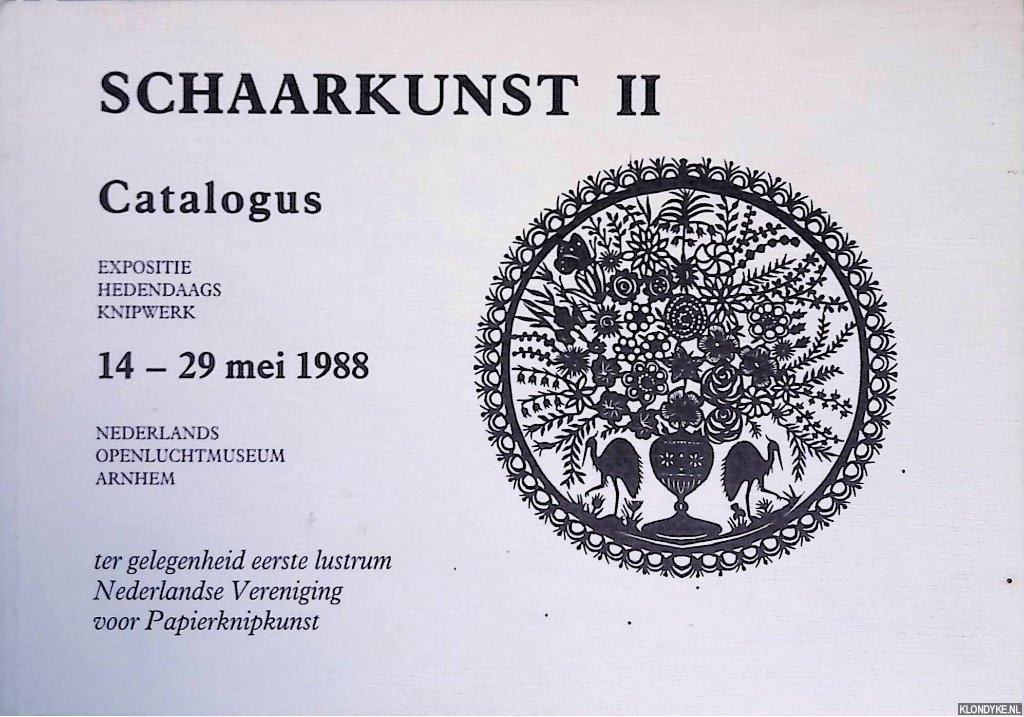 SCHAARKUNST II
Catalogus
EXPOSITIE
HEDENDAAGS
KNIPWERK
14 – 29 mei 1988
NEDERLANDS
OPENLUCHTMUSEUM
ARNHEM
ter gelegenheid eerste lustrum
Nederlandse Vereniging
voor Papierknipkunst
KLONDYKE.NL